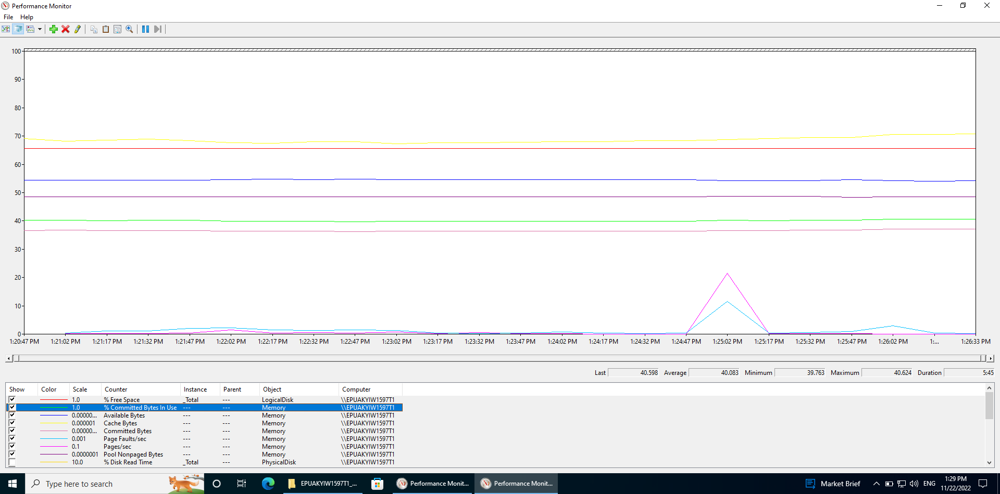 Performance Monitor
File Help
100
90
80
70
60
50
40
30
20
10
0
1:20:47 PM 1:21:02 PM 1:21:17 PM 1:21:32 PM 1:21:47 PM 1:22:02 PM 1:22:17 PM 1:22:32 PM 1:22:47 PM 1:23:02 PM 1:23:17 PM 1:23:32 PM 1:23:47 PM 1:24:02 PM 1:24:17 PM 1:24:32 PM 1:24:47 PM 1:25:02 PM 1:25:17 PM 1:25:32 PM 1:25:47 PM 1:26:02 PM 1:... 1:26:33 PM
Last 40.598 Average 40.083 Minimum 39.763 Maximum 40.624 Duration 5:45
Show Color Scale Counter Instance Parent Object Computer
1.0 % Free Space _Total --- LogicalDisk \\EPUAKYIW1597T1
1.0 % Committed Bytes In Use --- --- Memory \\EPUAKYIW1597T1
0.00000... Available Bytes --- --- Memory \\EPUAKYIW1597T1
0.000001 Cache Bytes --- --- Memory \\EPUAKYIW1597T1
0.00000... Committed Bytes --- --- Memory \\EPUAKYIW1597T1
0.001 Page Faults/sec --- --- Memory \\EPUAKYIW1597T1
0.1 Pages/sec --- --- Memory \\EPUAKYIW1597T1
0.0000001 Pool Nonpaged Bytes --- --- Memory \\EPUAKYIW1597T1
10.0 % Disk Read Time _Total --- PhysicalDisk \\EPUAKYIW1597T1
Type here to search EPUAKYIW1597T1_... Performance Monit... Performance Monit... Market Brief ENG 1:29 PM
11/22/2022